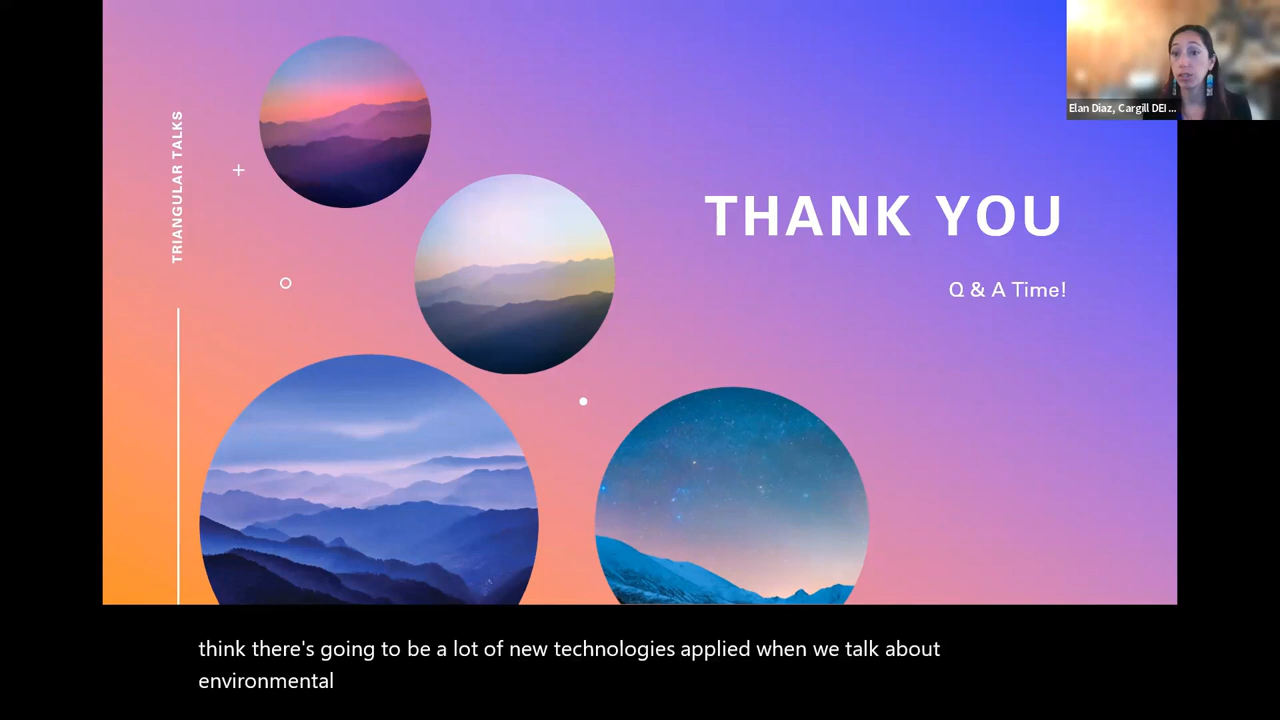 TRIANGULAR TALKS
THANK YOU
Q & A Time!
Elan Diaz, Cargill DEI ...
think there's going to be a lot of new technologies applied when we talk about
environmental